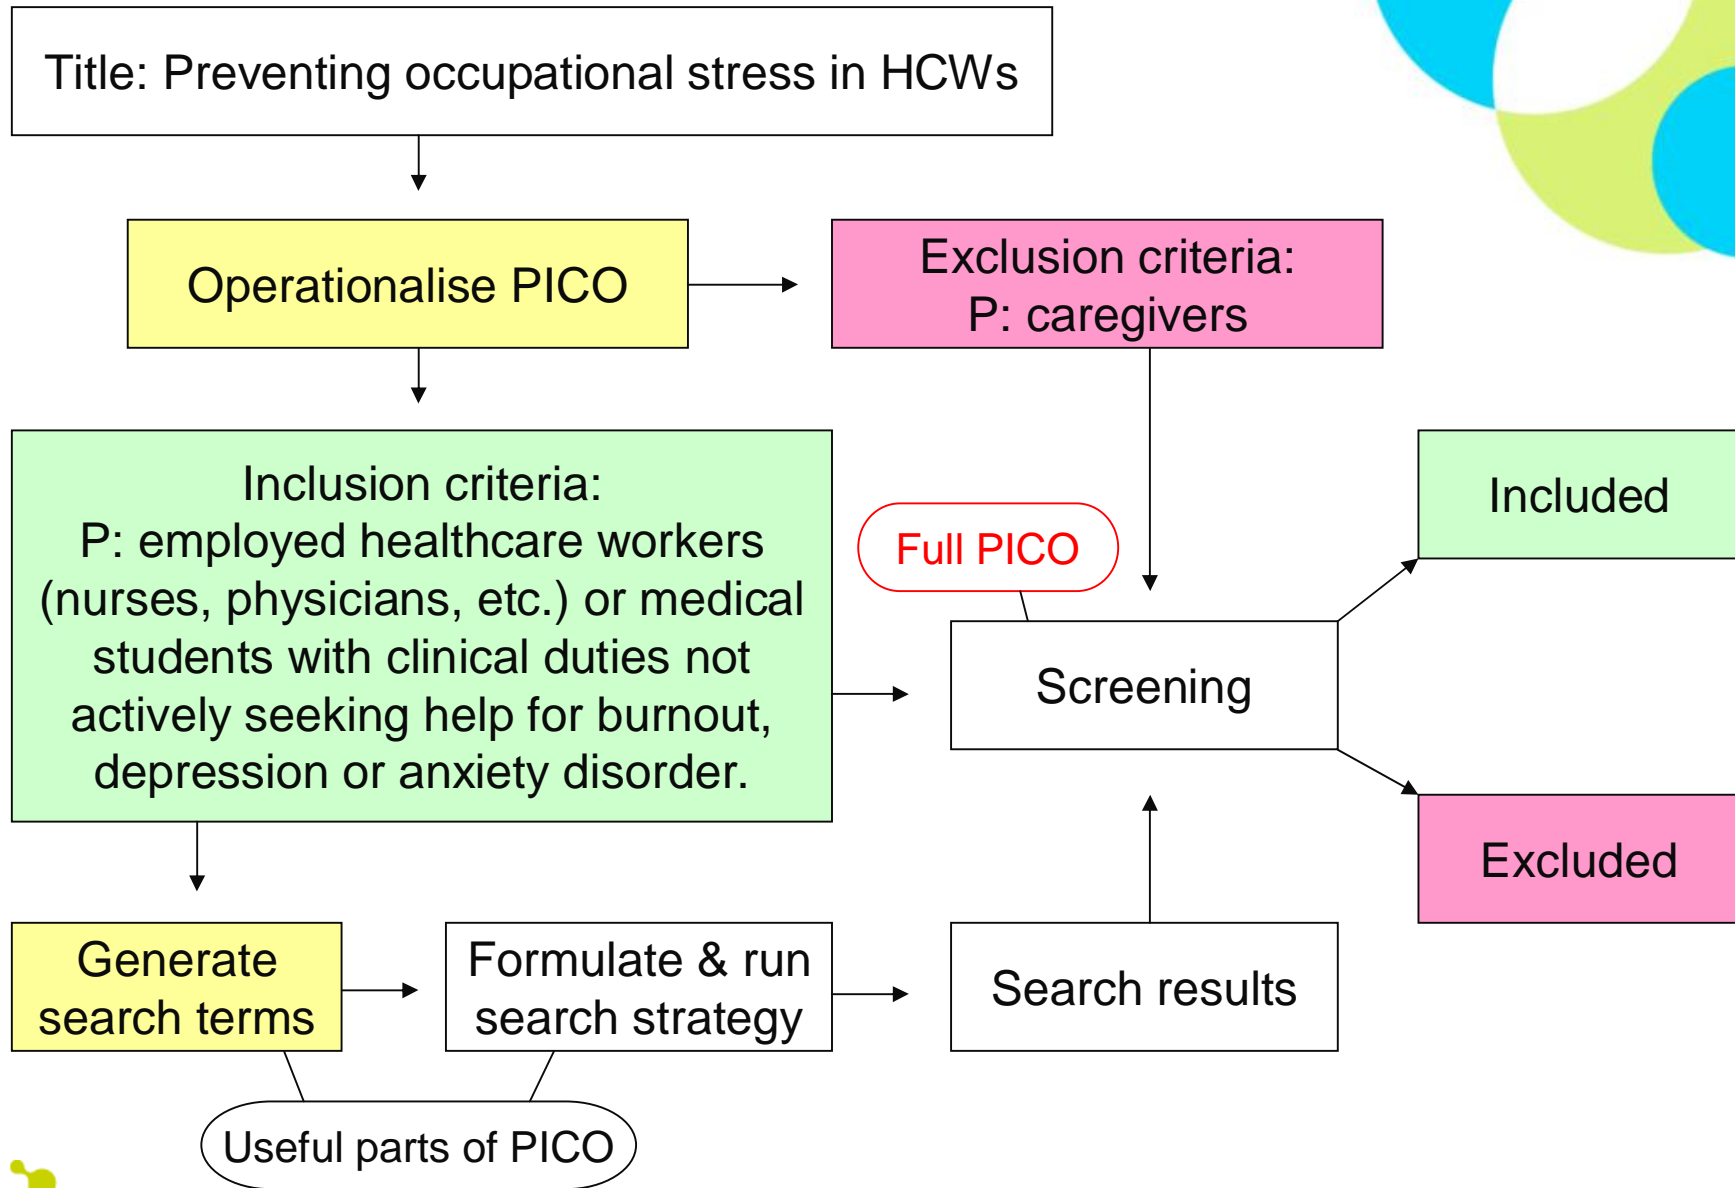 Title: Preventing occupational stress in HCWs
Operationalise PICO
Exclusion criteria:
P: caregivers
Inclusion criteria:
P: employed healthcare workers
(nurses, physicians, etc.) or medical
students with clinical duties not
actively seeking help for burnout,
depression or anxiety disorder.
Full PICO
Screening
Included
Excluded
Generate
search terms
Formulate & run
search strategy
Search results
Useful parts of PICO